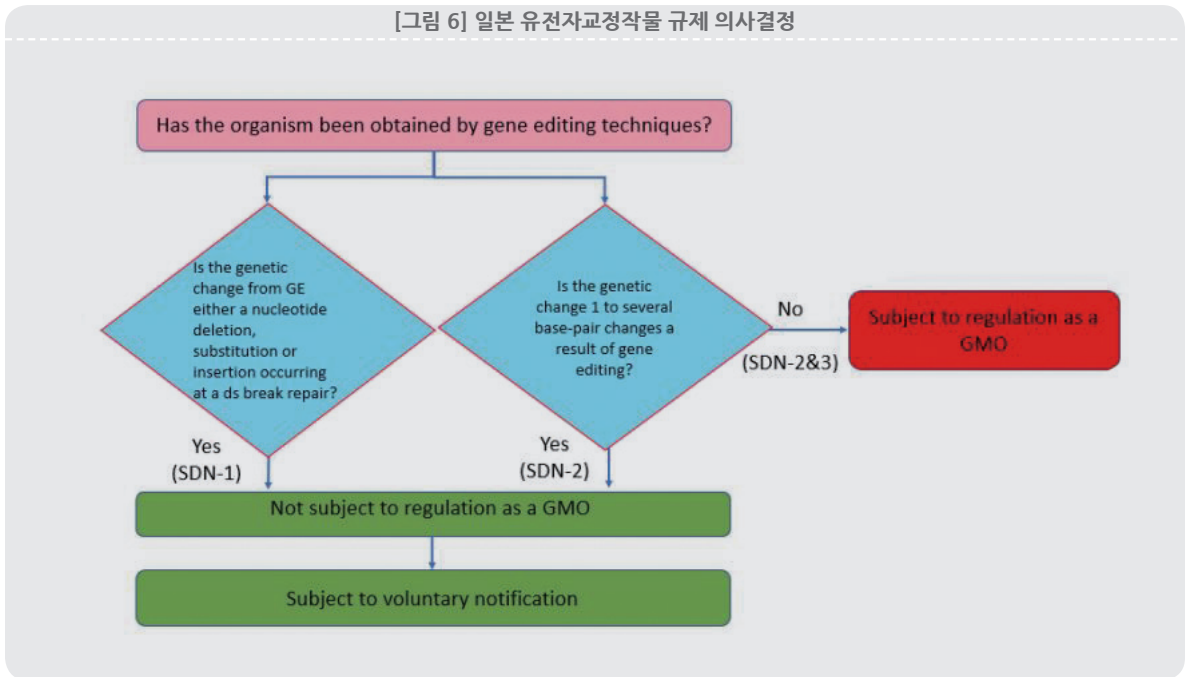 [그림 6] 일본 유전자교정작물 규제 의사결정
Has the organism been obtained by gene editing techniques?
Is the genetic
change from GE
either a nucleotide
deletion,
substitution or
insertion occurring
at a ds break repair?
Is the genetic
change 1 to several
base-pair changes a
result of gene
editing?
No
(SDN-2&3)
Subject to regulation as a
GMO
Yes
(SDN-1)
Yes
(SDN-2)
Not subject to regulation as a GMO
Subject to voluntary notification